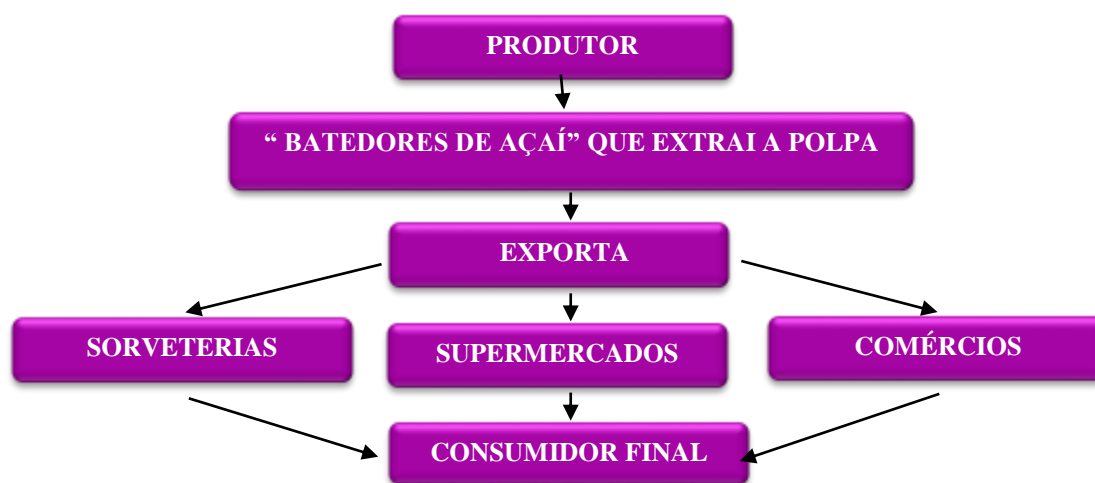 PRODUTOR
“ BATEDORES DE AÇAÍ” QUE EXTRAI A POLPA
EXPORTA
SORVETERIAS
SUPERMERCADOS
COMÉRCIOS
CONSUMIDOR FINAL